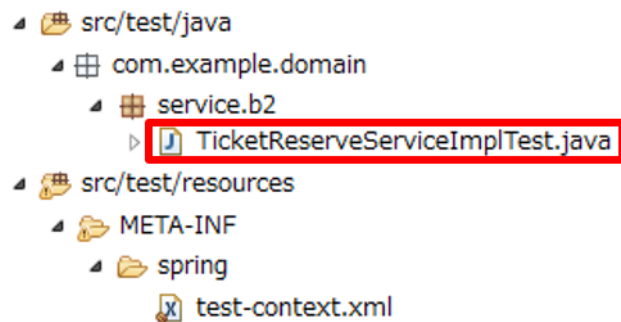 src/test/java
com.example.domain
service.b2
TicketReserveServiceImplTest.java
src/test/resources
META-INF
spring
test-context.xml